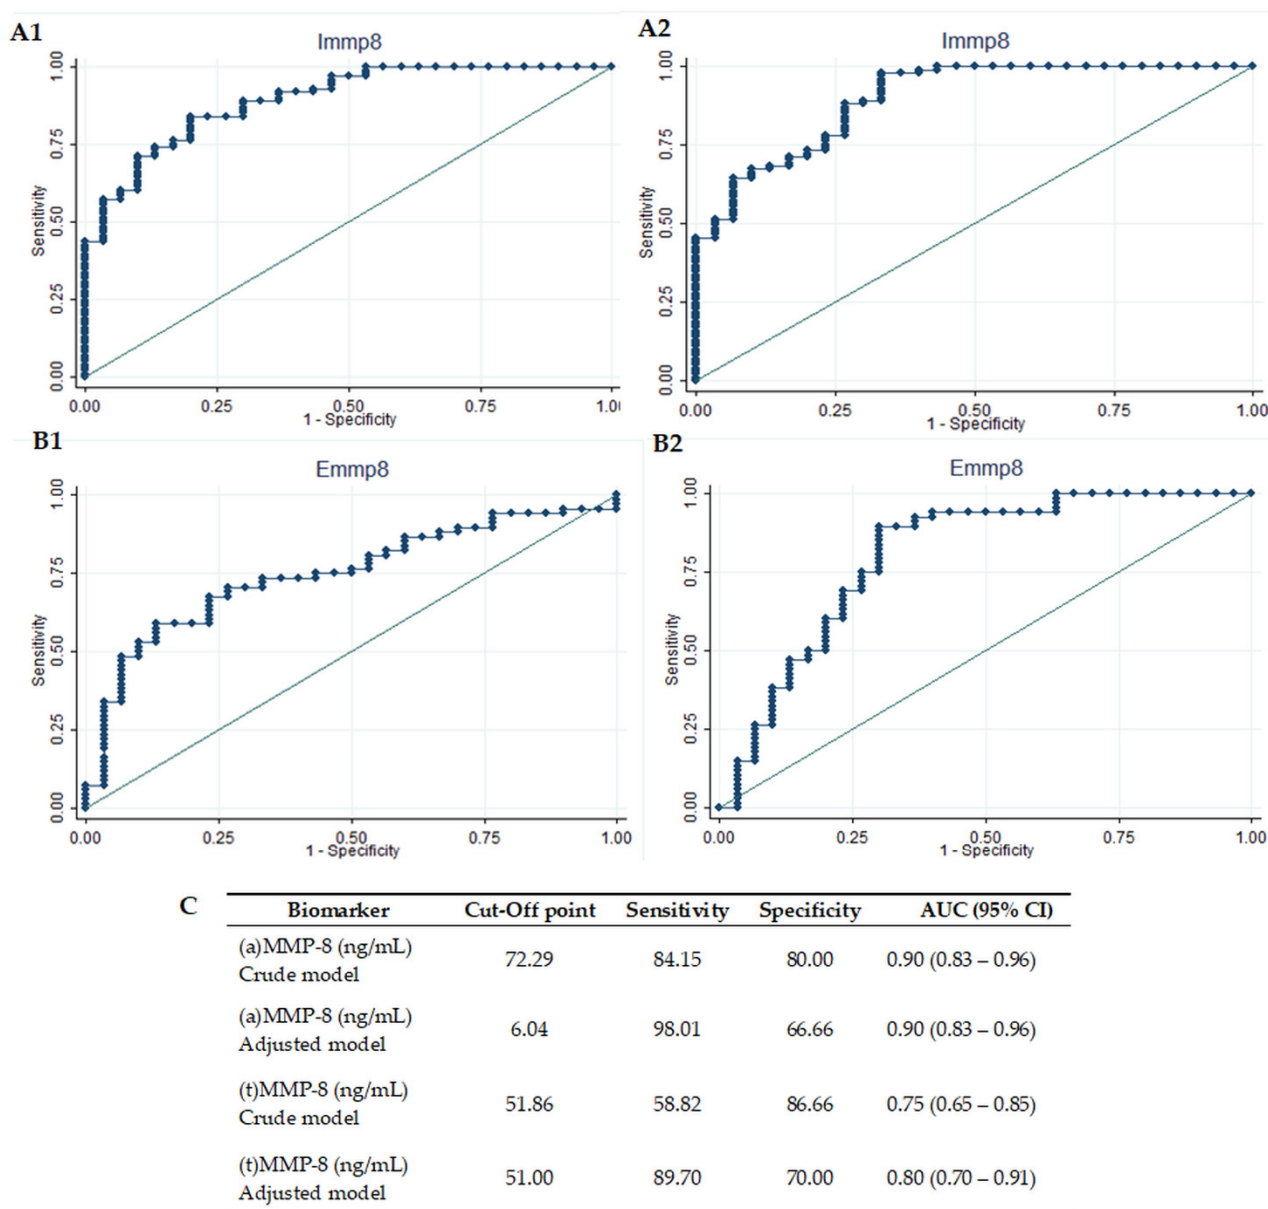 A1
Immp8
Sensitivity
0.00 0.25 0.50 0.75 1.00
0.00 0.25 0.50 0.75 1.0
1 - Specificity
A2
Immp8
Sensitivity
0.00 0.25 0.50 0.75 1.00
0.00 0.25 0.50 0.75 1.00
1 - Specificity
B1
Emmp8
Sensitivity
0.00 0.25 0.50 0.75 1.00
0.00 0.25 0.50 0.75 1.00
1 - Specificity
B2
Emmp8
Sensitivity
0.00 0.25 0.50 0.75 1.00
0.00 0.25 0.50 0.75 1.00
1 - Specificity
C
Biomarker Cut-Off point Sensitivity Specificity AUC (95% CI)
(a)MMP-8 (ng/mL)
Crude model 72.29 84.15 80.00 0.90 (0.83 – 0.96)
(a)MMP-8 (ng/mL)
Adjusted model 6.04 98.01 66.66 0.90 (0.83 – 0.96)
(t)MMP-8 (ng/mL)
Crude model 51.86 58.82 86.66 0.75 (0.65 – 0.85)
(t)MMP-8 (ng/mL)
Adjusted model 51.00 89.70 70.00 0.80 (0.70 – 0.91)